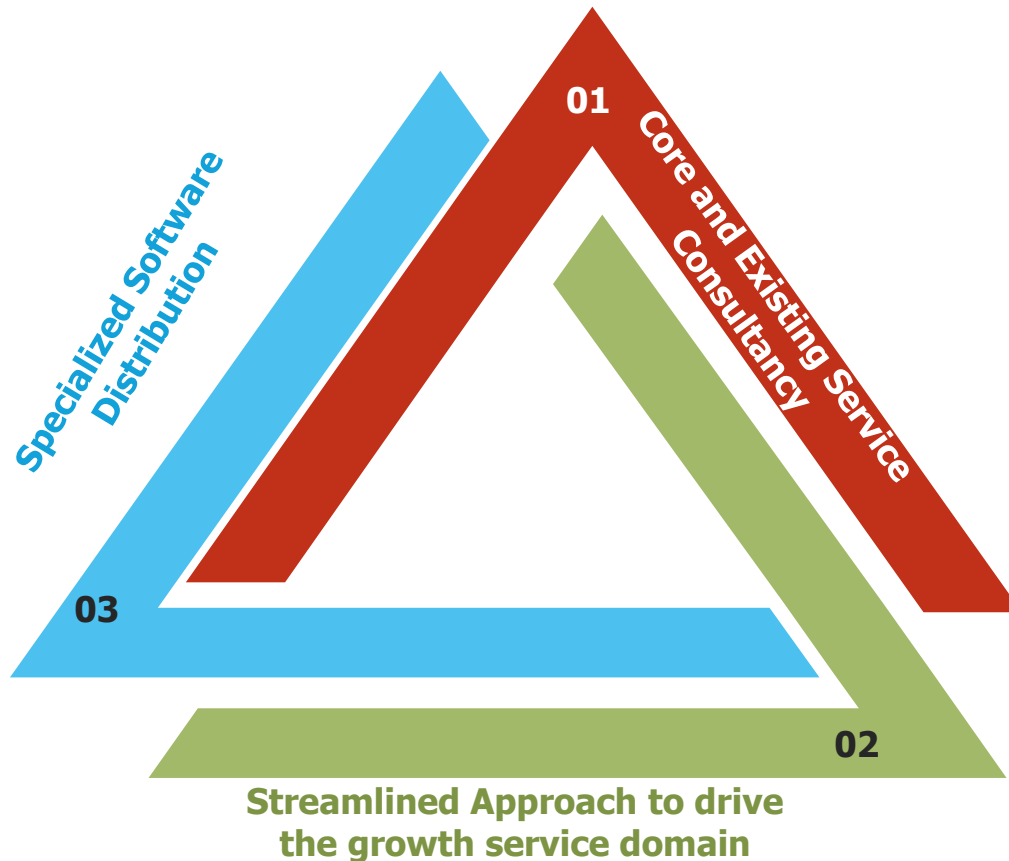 01
Core and Existing Service
Consultancy
02
Streamlined Approach to drive
the growth service domain
03
Specialized Software
Distribution